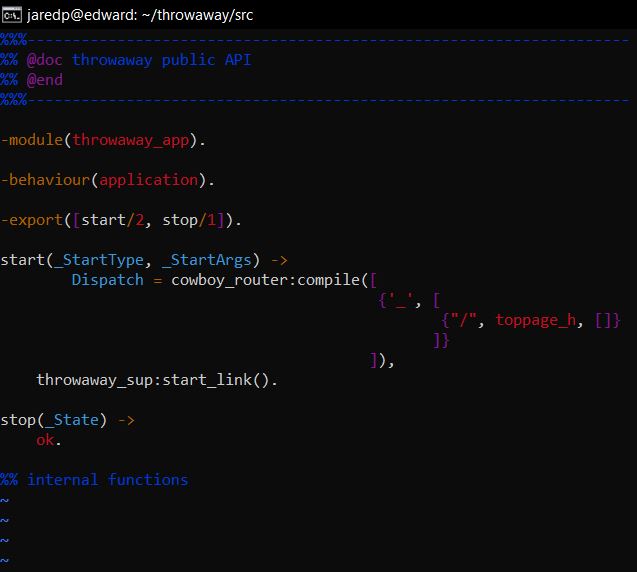 jaredp@edward: ~/throwaway/src
%%%-------------------------------------------------------------------
%% @doc throwaway public API
%% @end
%%%-------------------------------------------------------------------
-module(throwaway_app).
-behaviour(application).
-export([start/2, stop/1]).
start(_StartType, _StartArgs) ->
        Dispatch = cowboy_router:compile([
                                          {'_', [
                                                 {"/", toppage_h, []}
                                                ]}
                                         ]),
    throwaway_sup:start_link().
stop(_State) ->
    ok.
%% internal functions
~
~
~
~